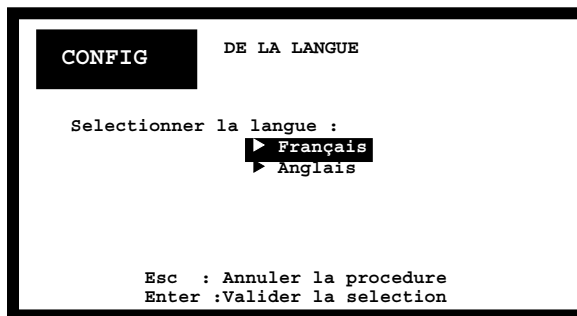 CONFIG DE LA LANGUE
Selectionner la langue :
▶ Français
▶ Anglais
Esc : Annuler la procedure
Enter :Valider la selection